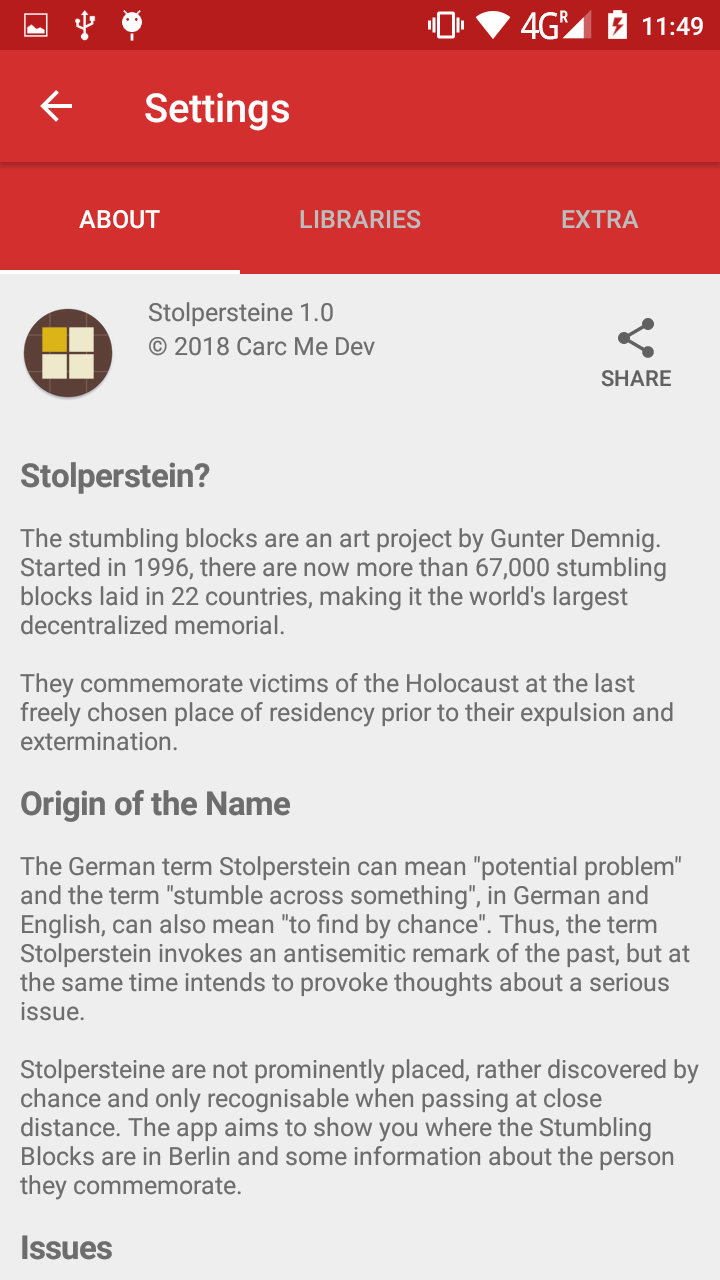 4G R 11:49
Settings
ABOUT LIBRARIES EXTRA
Stolpersteine 1.0
© 2018 Carc Me Dev
SHARE
Stolperstein?
The stumbling blocks are an art project by Gunter Demnig.
Started in 1996, there are now more than 67,000 stumbling
blocks laid in 22 countries, making it the world's largest
decentralized memorial.
They commemorate victims of the Holocaust at the last
freely chosen place of residency prior to their expulsion and
extermination.
Origin of the Name
The German term Stolperstein can mean "potential problem"
and the term "stumble across something", in German and
English, can also mean "to find by chance". Thus, the term
Stolperstein invokes an antisemitic remark of the past, but at
the same time intends to provoke thoughts about a serious
issue.
Stolpersteine are not prominently placed, rather discovered by
chance and only recognisable when passing at close
distance. The app aims to show you where the Stumbling
Blocks are in Berlin and some information about the person
they commemorate.
Issues